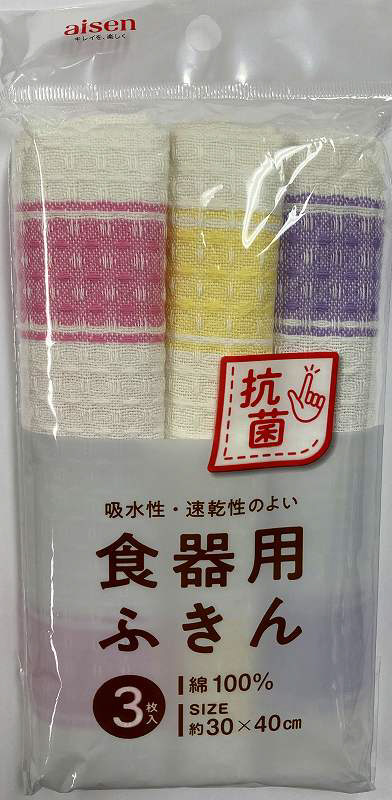 aisen
キレイを、楽しく
抗菌
吸水性・速乾性のよい
食器用
ふきん
3枚入
綿100%
SIZE
約30×40cm